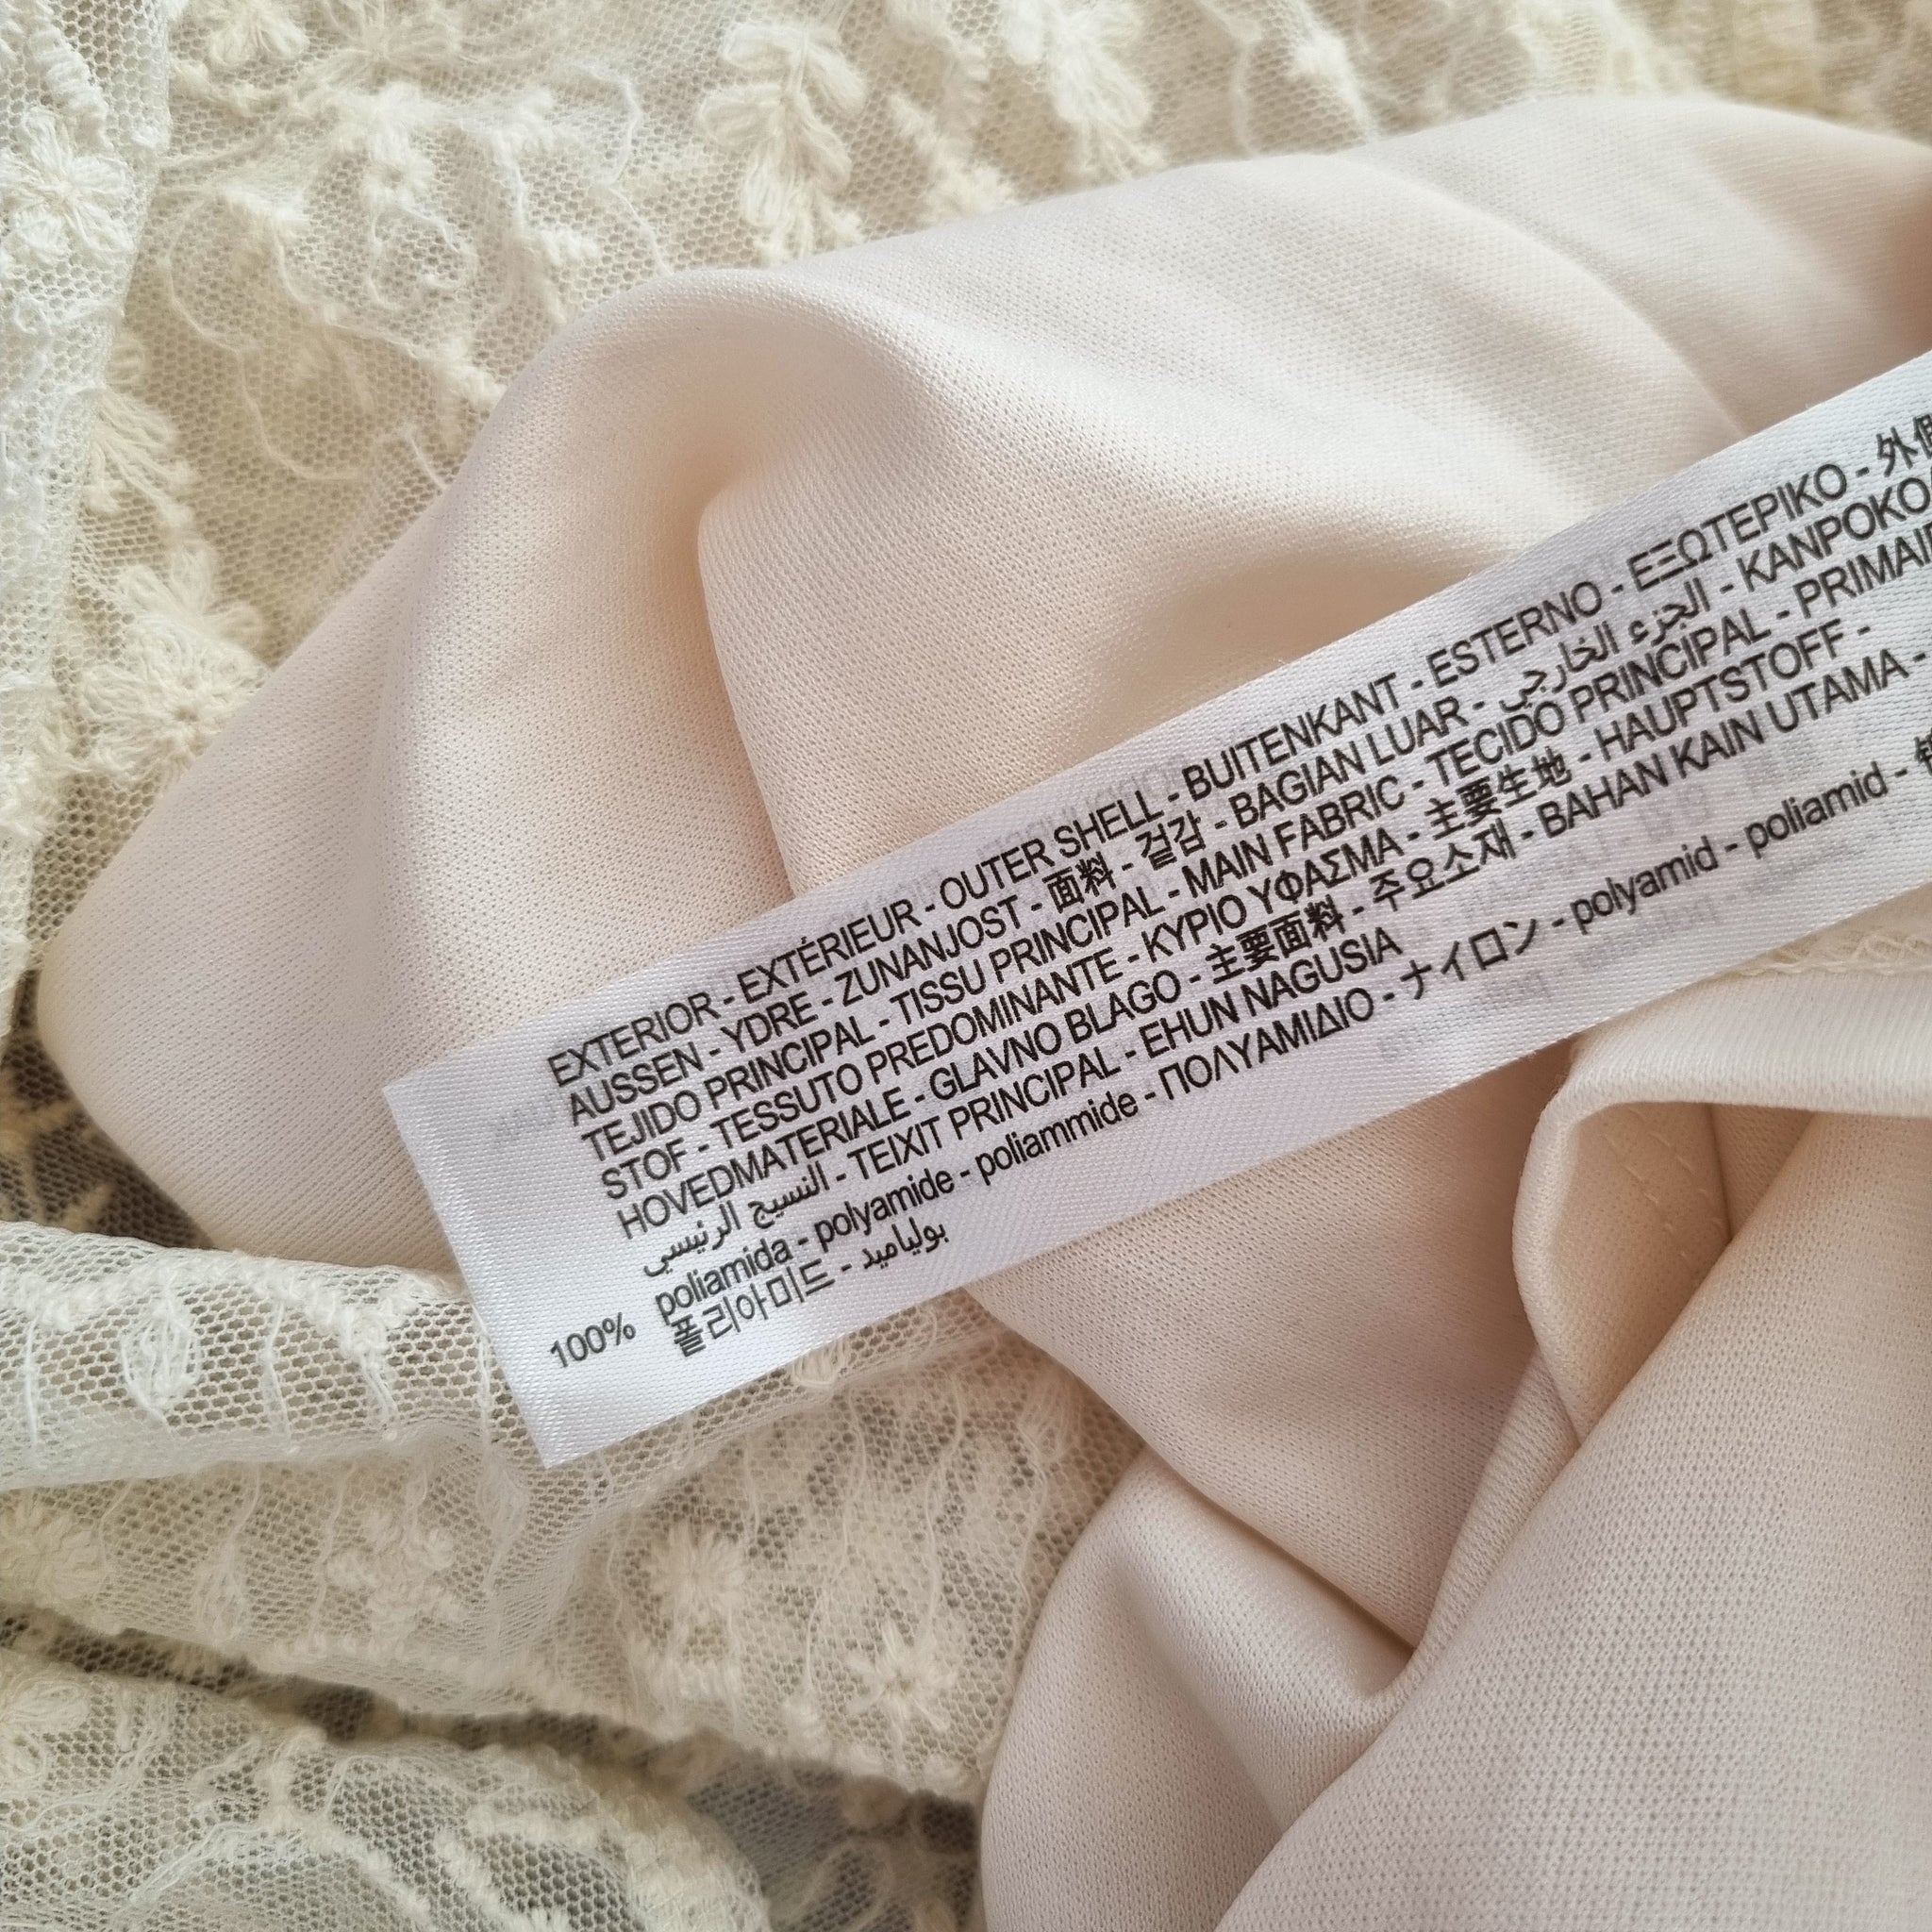 EXTERIOR - EXTÉRIEUR - OUTER SHELL - BUITENKANT - ESTERNO - ΕΞΩΤΕΡΙΚΟ - 外側
AUSSEN - YDRE - ZUNANJOST - 面料 - 겉감 - BAGIAN LUAR - الجزء الخارجي - KANPOKO
TEJIDO PRINCIPAL - TISSU PRINCIPAL - MAIN FABRIC - TECIDO PRINCIPAL - PRIMAIR
STOF - TESSUTO PREDOMINANTE - ΚΥΡΙΟ ΥΦΑΣΜΑ - 主要生地 - HAUPTSTOFF -
HOVEDMATERIALE - GLAVNO BLAGO - 主要面料 - 주요소재 - BAHAN KAIN UTAMA -
النسيج الرئيسي - TEIXIT PRINCIPAL - EHUN NAGUSIA
100% poliamida - polyamide - poliammide - ΠΟΛΥΑΜΙΔΙΟ - ナイロン - polyamid - poliamid -
폴리아미드 - بولياميد